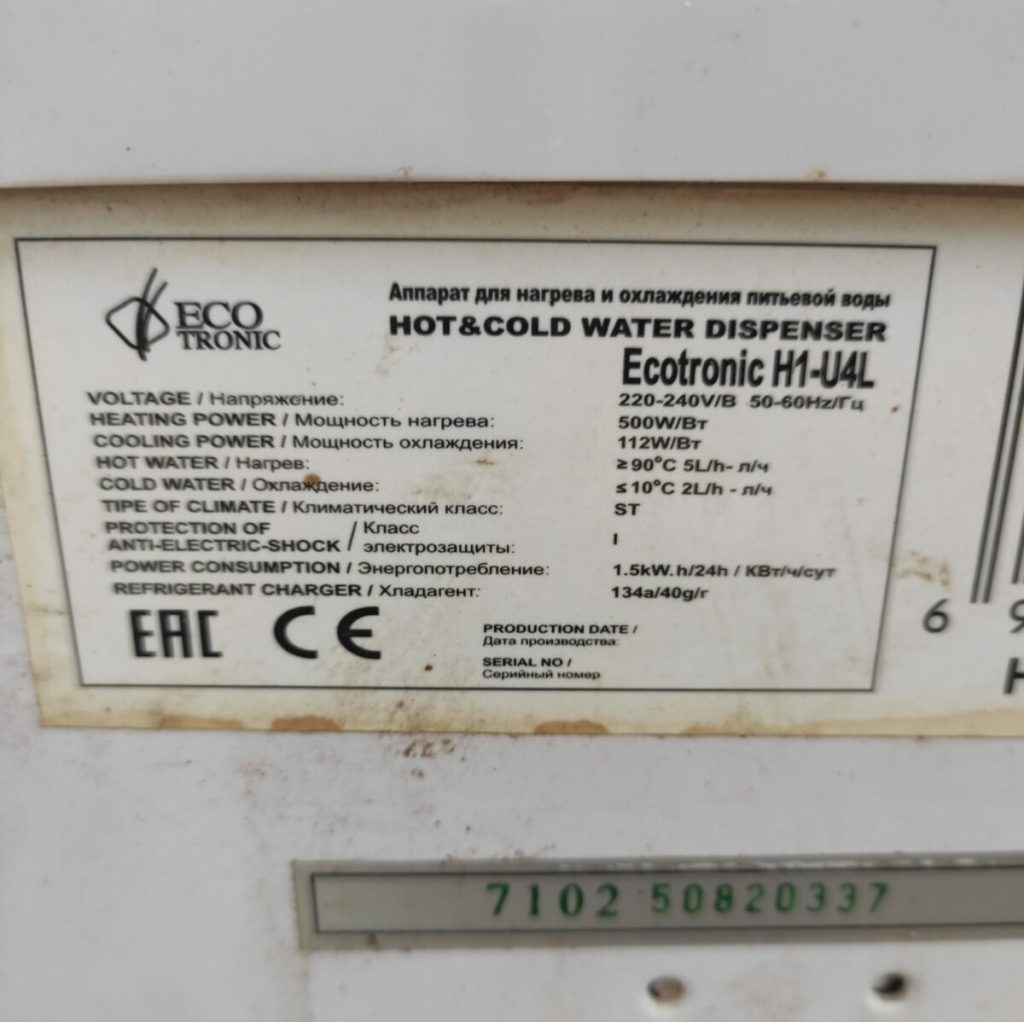 ECO
TRONIC
Аппарат для нагрева и охлаждения питьевой воды
HOT&COLD WATER DISPENSER
Ecotronic H1-U4L
VOLTAGE / Напряжение: 220-240V/В 50-60Hz/Гц
HEATING POWER / Мощность нагрева: 500W/Вт
COOLING POWER / Мощность охлаждения: 112W/Вт
HOT WATER / Нагрев: ≥90°C 5L/h- л/ч
COLD WATER / Охлаждение: ≤10°C 2L/h - л/ч
TIPE OF CLIMATE / Климатический класс: ST
PROTECTION OF / Класс
ANTI-ELECTRIC-SHOCK / электрозащиты: I
POWER CONSUMPTION / Энергопотребление: 1.5kW.h/24h / КВт/ч/сут
REFRIGERANT CHARGER / Хладагент: 134a/40g/г
EAC CE
PRODUCTION DATE /
Дата производства:
SERIAL NO /
Серийный номер
6 9
H
7102 50820337